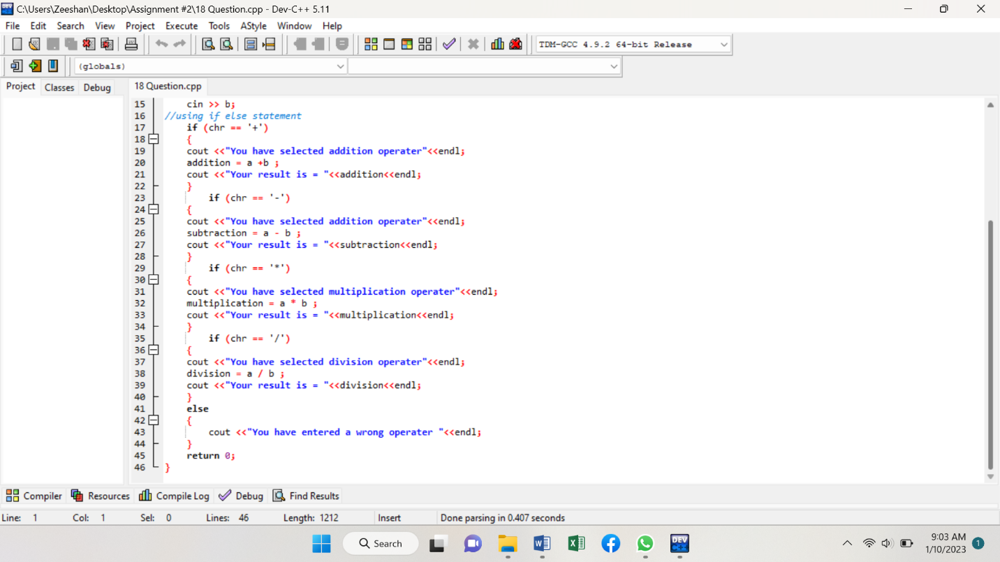 C:\Users\Zeeshan\Desktop\Assignment #2\18 Question.cpp - Dev-C++ 5.11
File Edit Search View Project Execute Tools AStyle Window Help
TDM-GCC 4.9.2 64-bit Release
(globals)
Project Classes Debug 18 Question.cpp
15 cin >> b;
16 //using if else statement
17 if (chr == '+')
18 {
19 cout <<"You have selected addition operater"<<endl;
20 addition = a +b ;
21 cout <<"Your result is = "<<addition<<endl;
22 }
23 if (chr == '-')
24 {
25 cout <<"You have selected addition operater"<<endl;
26 subtraction = a - b ;
27 cout <<"Your result is = "<<subtraction<<endl;
28 }
29 if (chr == '*')
30 {
31 cout <<"You have selected multiplication operater"<<endl;
32 multiplication = a * b ;
33 cout <<"Your result is = "<<multiplication<<endl;
34 }
35 if (chr == '/')
36 {
37 cout <<"You have selected division operater"<<endl;
38 division = a / b ;
39 cout <<"Your result is = "<<division<<endl;
40 }
41 else
42 {
43 cout <<"You have entered a wrong operater "<<endl;
44 }
45 return 0;
46 }
Compiler Resources Compile Log Debug Find Results
Line: 1 Col: 1 Sel: 0 Lines: 46 Length: 1212 Insert Done parsing in 0.407 seconds
Search DEV
9:03 AM
1/10/2023 1